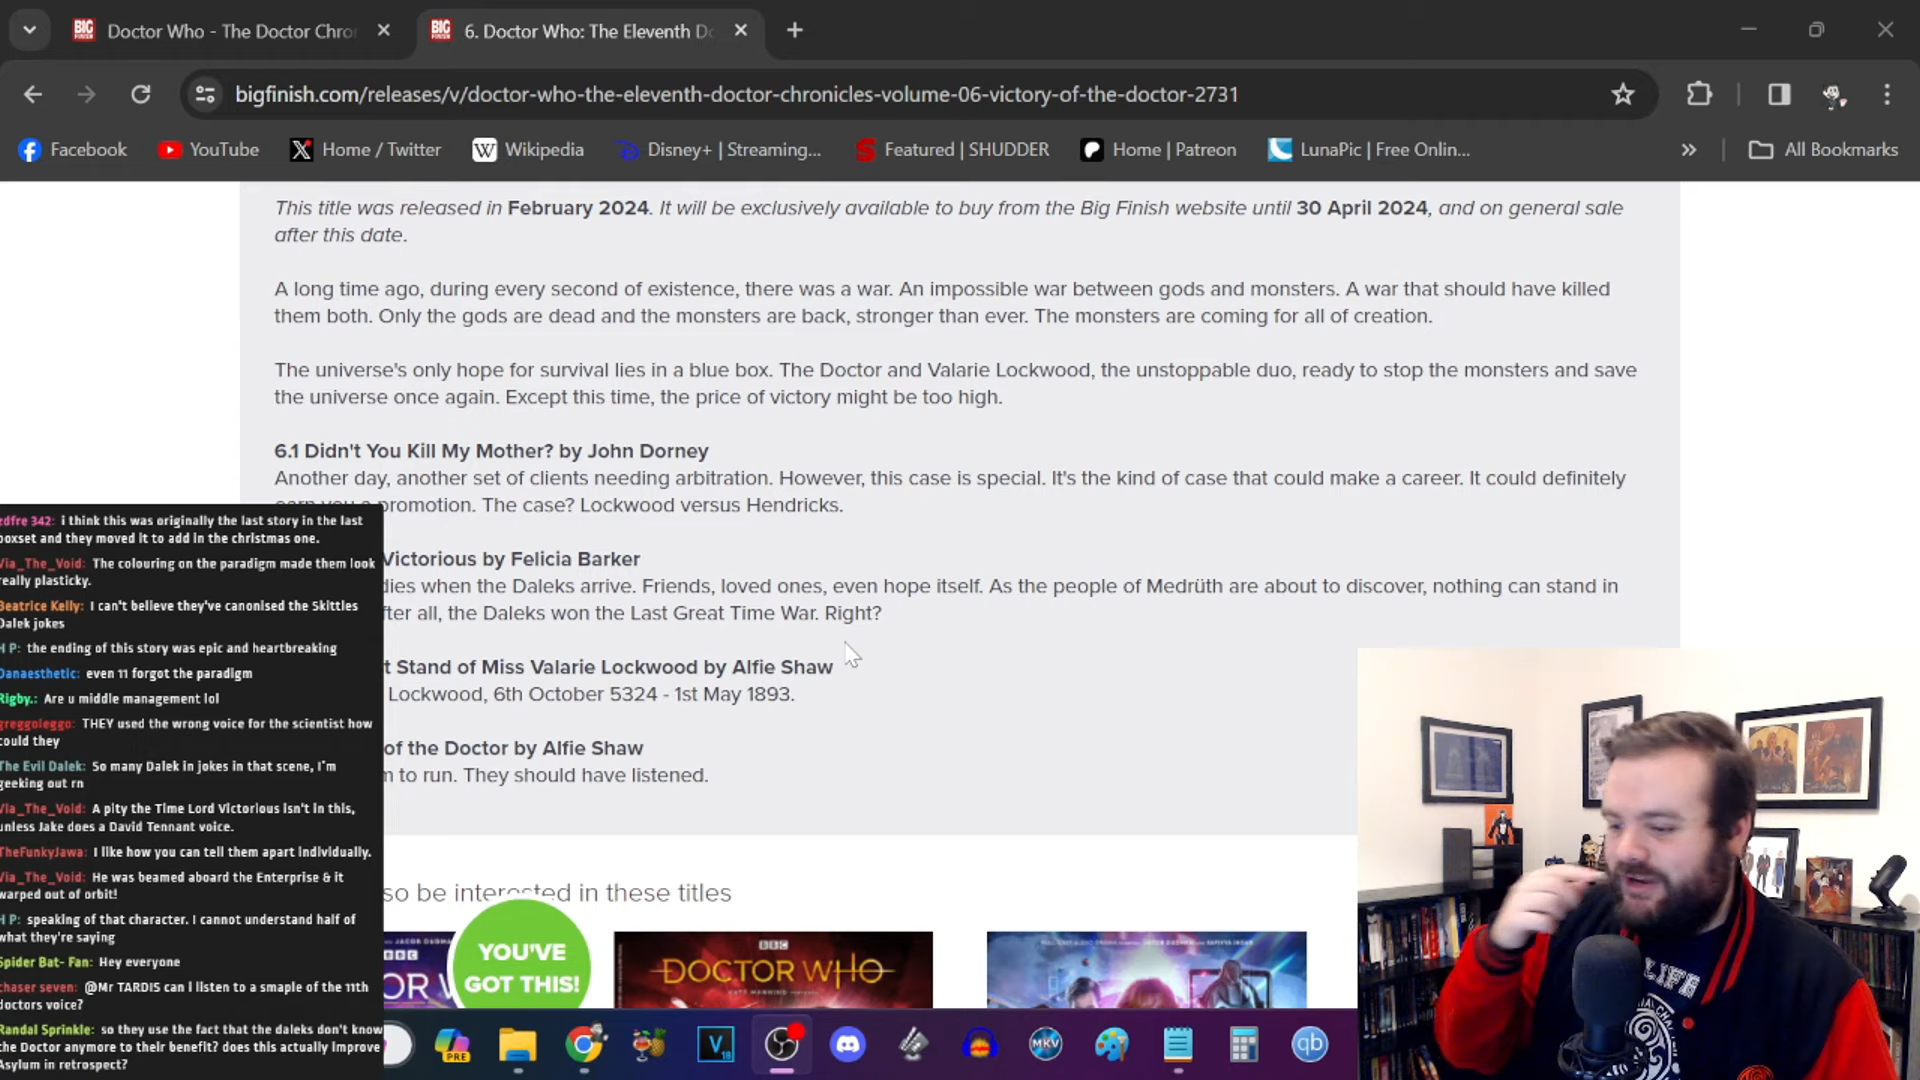 Doctor Who - The Doctor Chro
6. Doctor Who: The Eleventh D
bigfinish.com/releases/v/doctor-who-the-eleventh-doctor-chronicles-volume-06-victory-of-the-doctor-2731
Facebook
YouTube
Home / Twitter
Wikipedia
Disney+ | Streaming...
Featured | SHUDDER
Home | Patreon
LunaPic | Free Onlin...
All Bookmarks
This title was released in February 2024. It will be exclusively available to buy from the Big Finish website until 30 April 2024, and on general sale
after this date.
A long time ago, during every second of existence, there was a war. An impossible war between gods and monsters. A war that should have killed
them both. Only the gods are dead and the monsters are back, stronger than ever. The monsters are coming for all of creation.
The universe's only hope for survival lies in a blue box. The Doctor and Valarie Lockwood, the unstoppable duo, ready to stop the monsters and save
the universe once again. Except this time, the price of victory might be too high.
6.1 Didn't You Kill My Mother? by John Dorney
Another day, another set of clients needing arbitration. However, this case is special. It's the kind of case that could make a career. It could definitely
promotion. The case? Lockwood versus Hendricks.
Victorious by Felicia Barker
dies when the Daleks arrive. Friends, loved ones, even hope itself. As the people of Medrüth are about to discover, nothing can stand in
fter all, the Daleks won the Last Great Time War. Right?
t Stand of Miss Valarie Lockwood by Alfie Shaw
Lockwood, 6th October 5324 - 1st May 1893.
of the Doctor by Alfie Shaw
m to run. They should have listened.
so be interested in these titles
zdfre 342: i think this was originally the last story in the last
boxset and they moved it to add in the christmas one.
Via_The_Void: The colouring on the paradigm made them look
really plasticky.
Beatrice Kelly: I can't believe they've canonised the Skittles
Dalek jokes
H P: the ending of this story was epic and heartbreaking
Danaesthetic: even 11 forgot the paradigm
Rigby.: Are u middle management lol
greggoleggo: THEY used the wrong voice for the scientist how
could they
The Evil Dalek: So many Dalek in jokes in that scene, I'm
geeking out rn
Via_The_Void: A pity the Time Lord Victorious isn't in this,
unless Jake does a David Tennant voice.
TheFunkyJawa: I like how you can tell them apart individually.
Via_The_Void: He was beamed aboard the Enterprise & it
warped out of orbit!
H P: speaking of that character. I cannot understand half of
what they're saying
Spider Bat- Fan: Hey everyone
chaser seven: @Mr TARDIS can i listen to a smaple of the 11th
doctors voice?
Randal Sprinkle: so they use the fact that the daleks don't know
the Doctor anymore to their benefit? does this actually improve
Asylum in retrospect?
YOU'VE
GOT THIS!
BBC
DOCTOR WHO
PRE
V
18
MKV
qb
LIFE